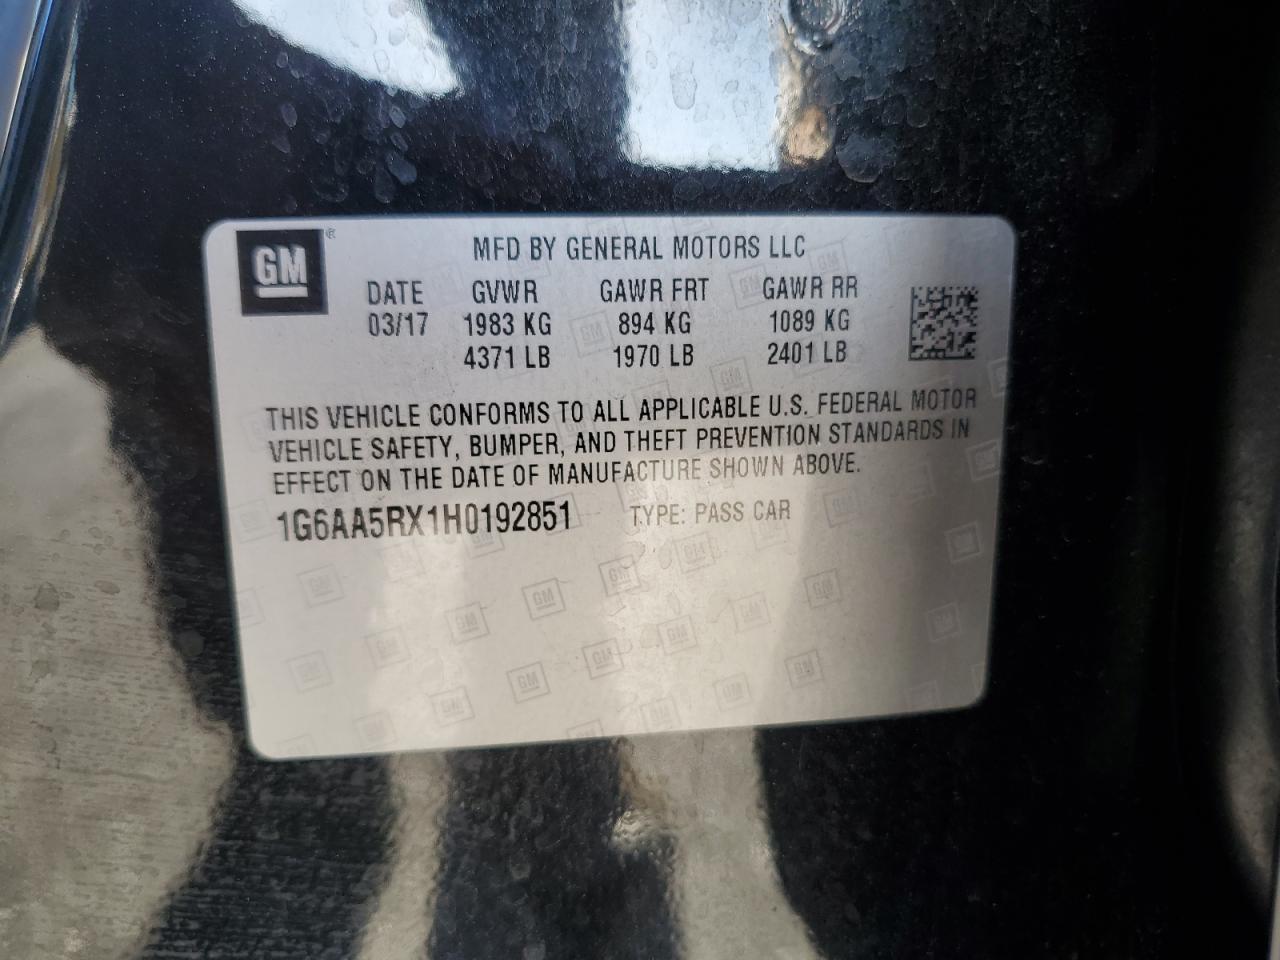 GM ® MFD BY GENERAL MOTORS LLC
DATE GVWR GAWR FRT GAWR RR
03/17 1983 KG 894 KG 1089 KG
4371 LB 1970 LB 2401 LB
THIS VEHICLE CONFORMS TO ALL APPLICABLE U.S. FEDERAL MOTOR
VEHICLE SAFETY, BUMPER, AND THEFT PREVENTION STANDARDS IN
EFFECT ON THE DATE OF MANUFACTURE SHOWN ABOVE.
1G6AA5RX1H0192851 TYPE: PASS CAR